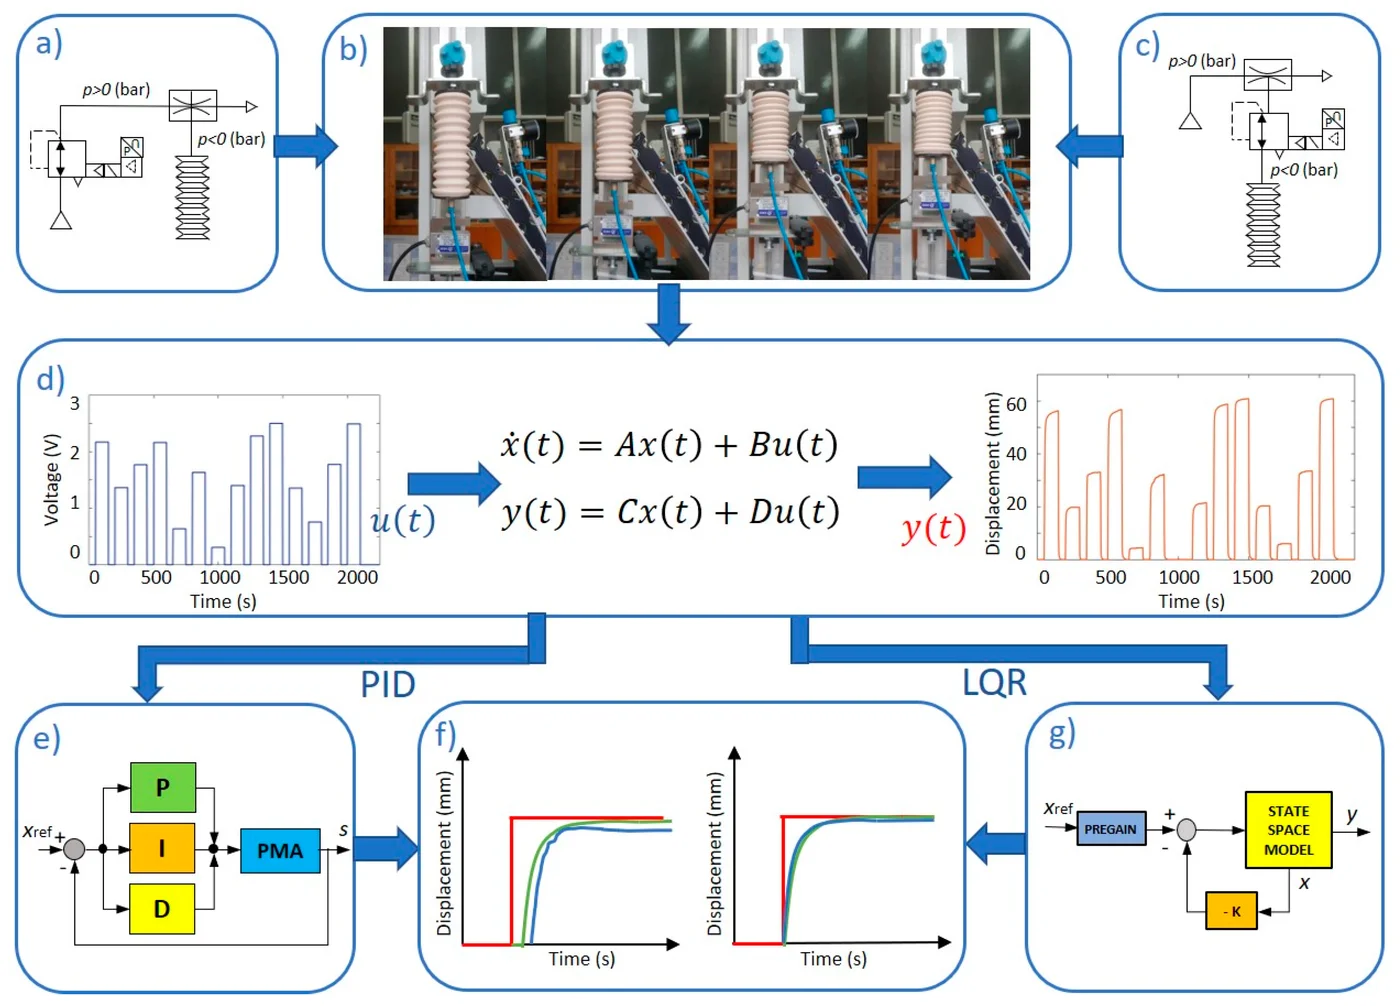 a)
p>0 (bar)
p<0 (bar)
P
b)
c)
p>0 (bar)
p<0 (bar)
P
d)
3
2
1
0
Voltage (V)
0 500 1000 1500 2000
Time (s)
u(t)
ẋ(t) = Ax(t) + Bu(t)
y(t) = Cx(t) + Du(t)
y(t)
60
40
20
0
Displacement (mm)
0 500 1000 1500 2000
Time (s)
PID
LQR
e)
xref
+
-
P
I
D
PMA
s
f)
Displacement (mm)
Time (s)
Displacement (mm)
Time (s)
g)
xref
PREGAIN
+
-
STATE
SPACE
MODEL
y
x
- K